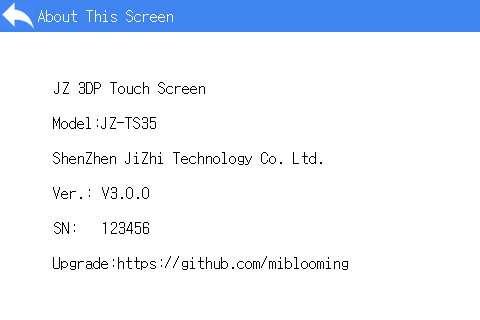 About This Screen
JZ 3DP Touch Screen
Model:JZ-TS35
ShenZhen JiZhi Technology Co. Ltd.
Ver.: V3.0.0
SN: 123456
Upgrade:https://github.com/miblooming